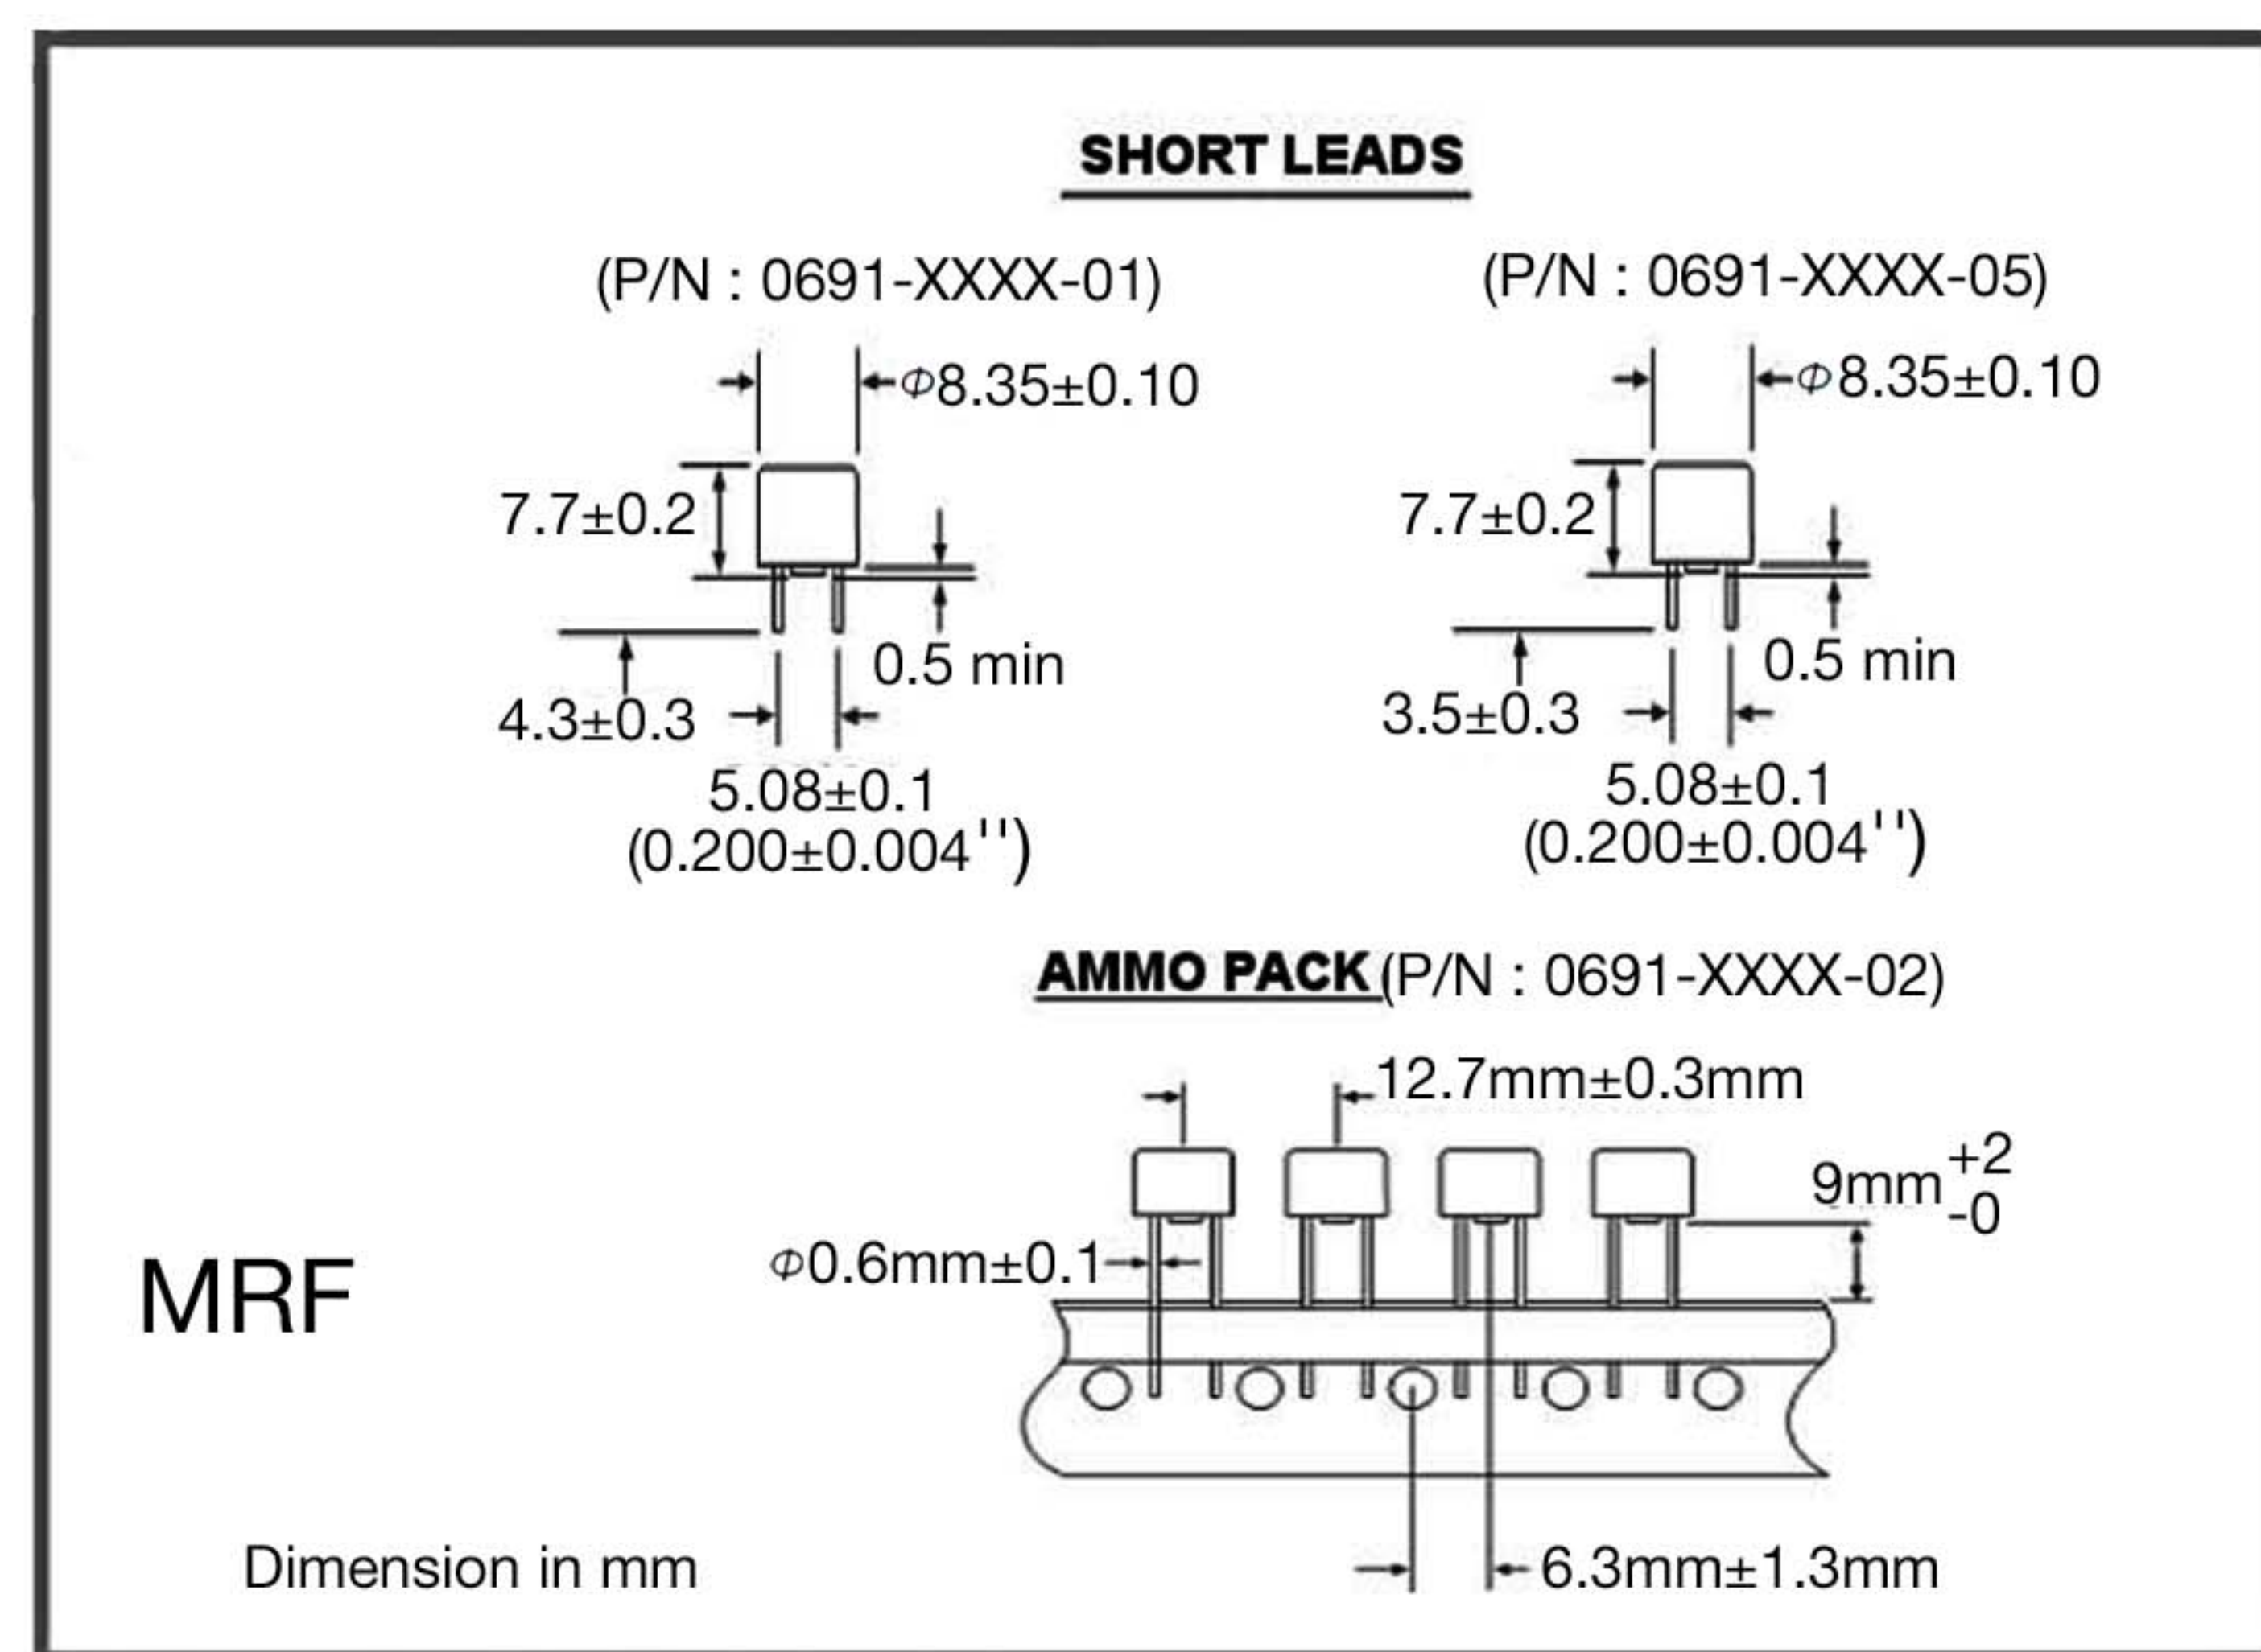 SHORT LEADS
(P/N : 0691-XXXX-01)
Φ8.35±0.10
7.7±0.2
0.5 min
4.3±0.3
5.08±0.1
(0.200±0.004'')
(P/N : 0691-XXXX-05)
Φ8.35±0.10
7.7±0.2
0.5 min
3.5±0.3
5.08±0.1
(0.200±0.004'')
AMMO PACK (P/N : 0691-XXXX-02)
12.7mm±0.3mm
9mm +2 -0
Φ0.6mm±0.1
MRF
6.3mm±1.3mm
Dimension in mm